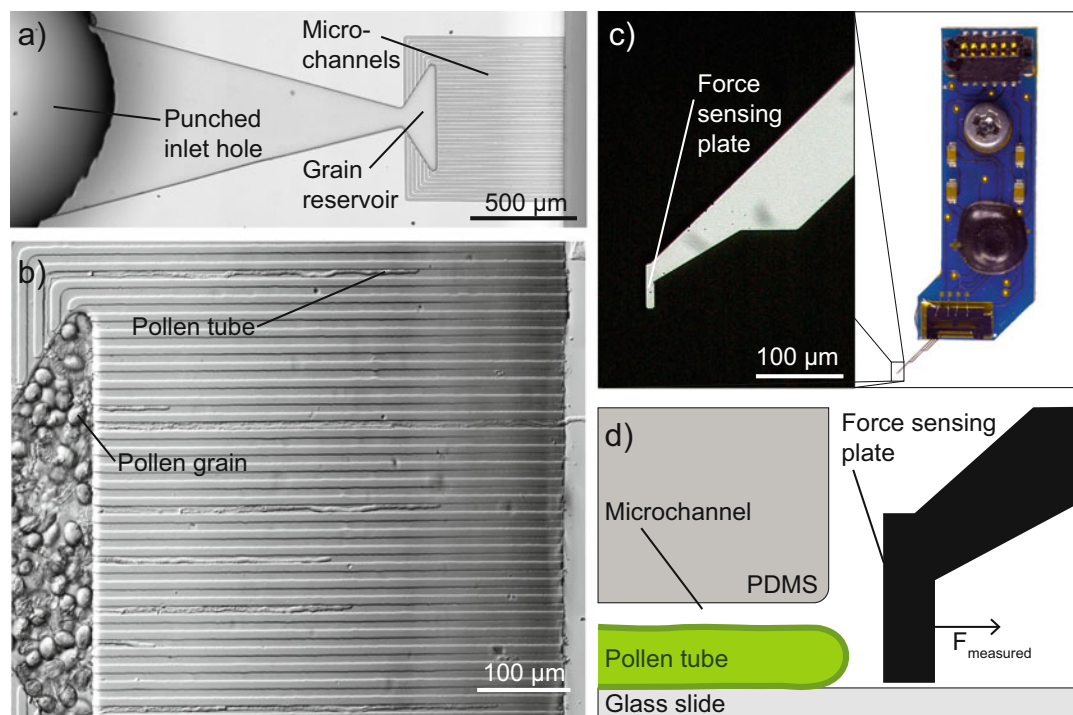 a)
Micro-
channels
Punched
inlet hole
Grain
reservoir
500 µm
b)
Pollen tube
Pollen grain
100 µm
c)
Force
sensing
plate
100 µm
d)
Force sensing
plate
Microchannel
PDMS
F measured
Pollen tube
Glass slide